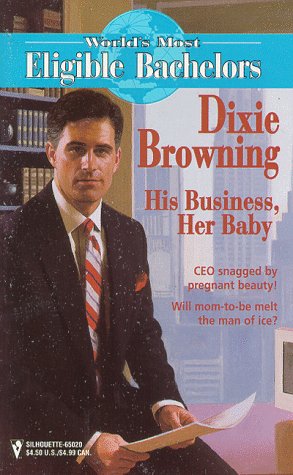 World's Most
Eligible Bachelors
Dixie
Browning
His Business,
Her Baby
CEO snagged by
pregnant beauty!
Will mom-to-be melt
the man of ice?
SILHOUETTE-65020
$4.50 U.S./$4.99 CAN.